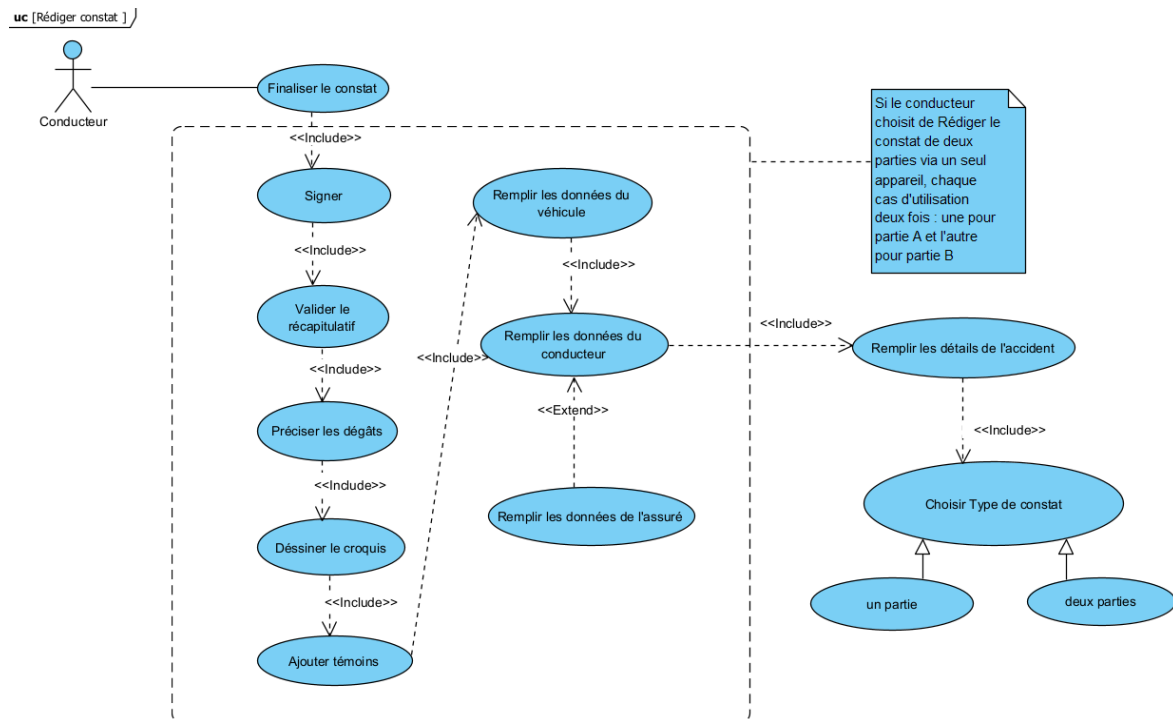 uc [Rédiger constat ]
Conducteur
Finaliser le constat
<<Include>>
Signer
<<Include>>
Valider le
récapitulatif
<<Include>>
Préciser les dégâts
<<Include>>
Déssiner le croquis
<<Include>>
Ajouter témoins
<<Include>>
Remplir les données du
véhicule
<<Include>>
Remplir les données du
conducteur
<<Extend>>
Remplir les données de l'assuré
<<Include>>
Remplir les détails de l'accident
<<Include>>
Choisir Type de constat
un partie
deux parties
Si le conducteur
choisit de Rédiger le
constat de deux
parties via un seul
appareil, chaque
cas d'utilisation
deux fois : une pour
partie A et l'autre
pour partie B